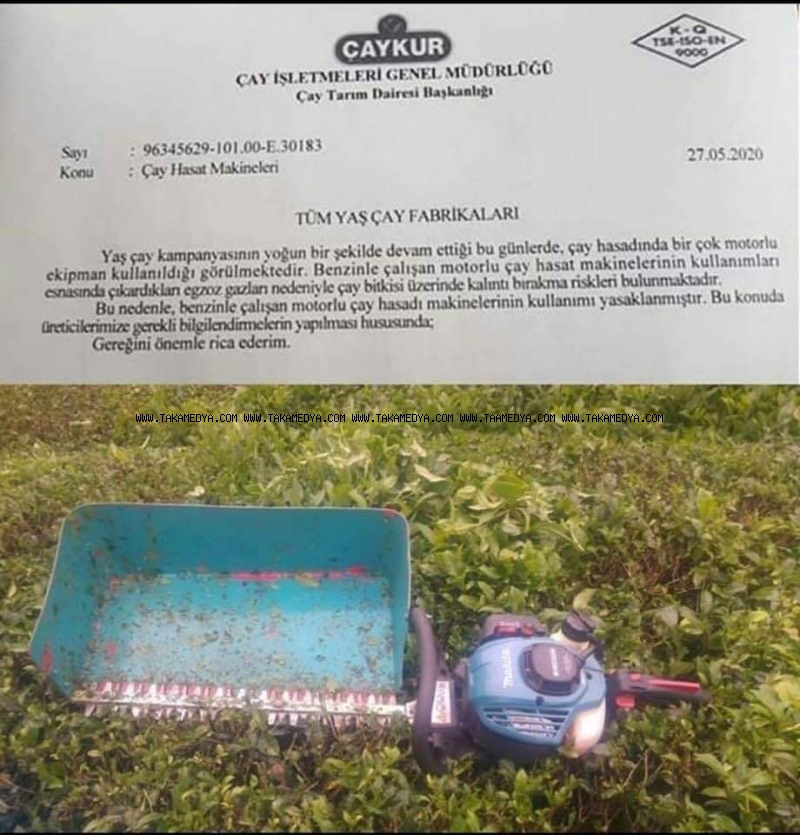 ÇAYKUR
K - Q
TSE-ISO-EN
9000
ÇAY İŞLETMELERİ GENEL MÜDÜRLÜĞÜ
Çay Tarım Dairesi Başkanlığı
Sayı : 96345629-101.00-E.30183
27.05.2020
Konu : Çay Hasat Makineleri
TÜM YAŞ ÇAY FABRİKALARI
Yaş çay kampanyasının yoğun bir şekilde devam ettiği bu günlerde, çay hasadında bir çok motorlu
ekipman kullanıldığı görülmektedir. Benzinle çalışan motorlu çay hasat makinelerinin kullanımları
esnasında çıkardıkları egzoz gazları nedeniyle çay bitkisi üzerinde kalıntı bırakma riskleri bulunmaktadır.
Bu nedenle, benzinle çalışan motorlu çay hasadı makinelerinin kullanımı yasaklanmıştır. Bu konuda
üreticilerimize gerekli bilgilendirmelerin yapılması hususunda;
Gereğini önemle rica ederim.
WWW.TAKAMEDYA.COM WWW.TAKAMEDYA.COM WWW.TAKAMEDYA.COM WWW.TAAMEDYA.COM WWW.TAKAMEDYA.COM
Makita